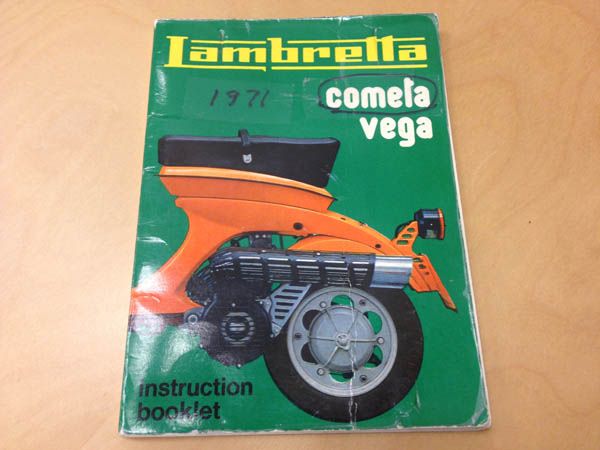 Lambretta
1971
cometa
vega
instruction
booklet